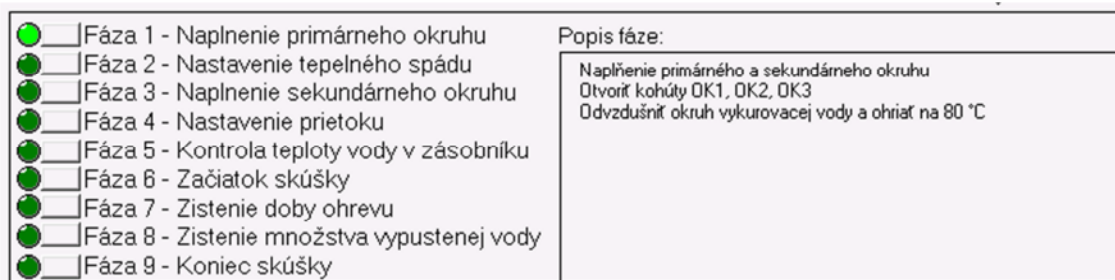 Fáza 1 - Naplnenie primárneho okruhu
Fáza 2 - Nastavenie tepelného spádu
Fáza 3 - Naplnenie sekundárneho okruhu
Fáza 4 - Nastavenie prietoku
Fáza 5 - Kontrola teploty vody v zásobníku
Fáza 6 - Začiatok skúšky
Fáza 7 - Zistenie doby ohrevu
Fáza 8 - Zistenie množstva vypustenej vody
Fáza 9 - Koniec skúšky
Popis fáze:
Naplňenie primárného a sekundárneho okruhu
Otvoriť kohúty OK1, OK2, OK3
Odvzdušniť okruh vykurovacej vody a ohriať na 80 °C